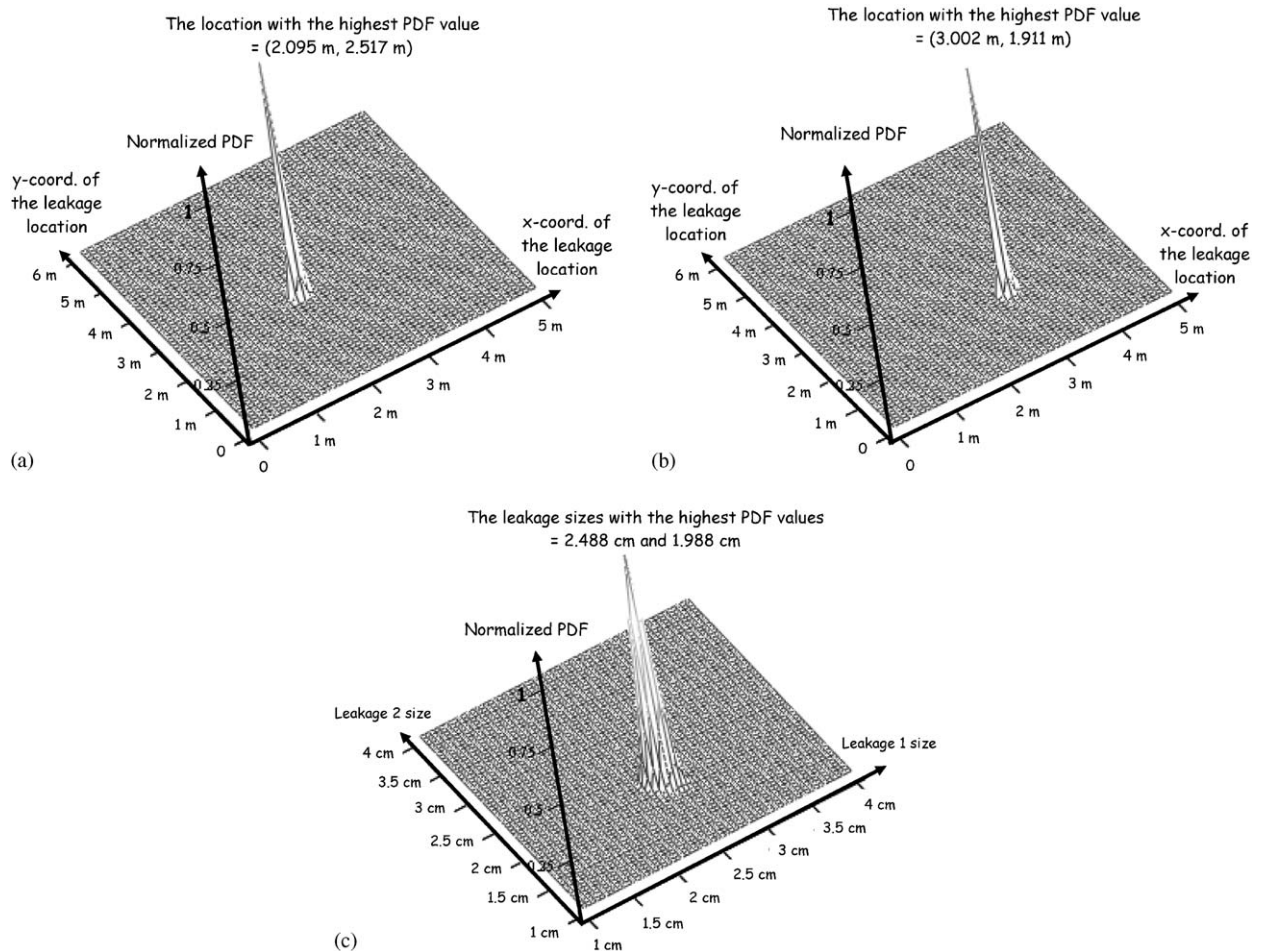 The location with the highest PDF value
= (2.095 m, 2.517 m)
Normalized PDF
y-coord. of
the leakage
location
x-coord. of
the leakage
location
1
0.75
0.5
0.25
6 m
5 m
4 m
3 m
2 m
1 m
0
0
1 m
2 m
3 m
4 m
5 m
(a)
The location with the highest PDF value
= (3.002 m, 1.911 m)
Normalized PDF
y-coord. of
the leakage
location
x-coord. of
the leakage
location
1
0.75
0.5
0.25
6 m
5 m
4 m
3 m
2 m
1 m
0
0
1 m
2 m
3 m
4 m
5 m
(b)
The leakage sizes with the highest PDF values
= 2.488 cm and 1.988 cm
Normalized PDF
Leakage 2 size
Leakage 1 size
1
0.75
0.5
0.25
4 cm
3.5 cm
3 cm
2.5 cm
2 cm
1.5 cm
1 cm
1 cm
1.5 cm
2 cm
2.5 cm
3 cm
3.5 cm
4 cm
(c)